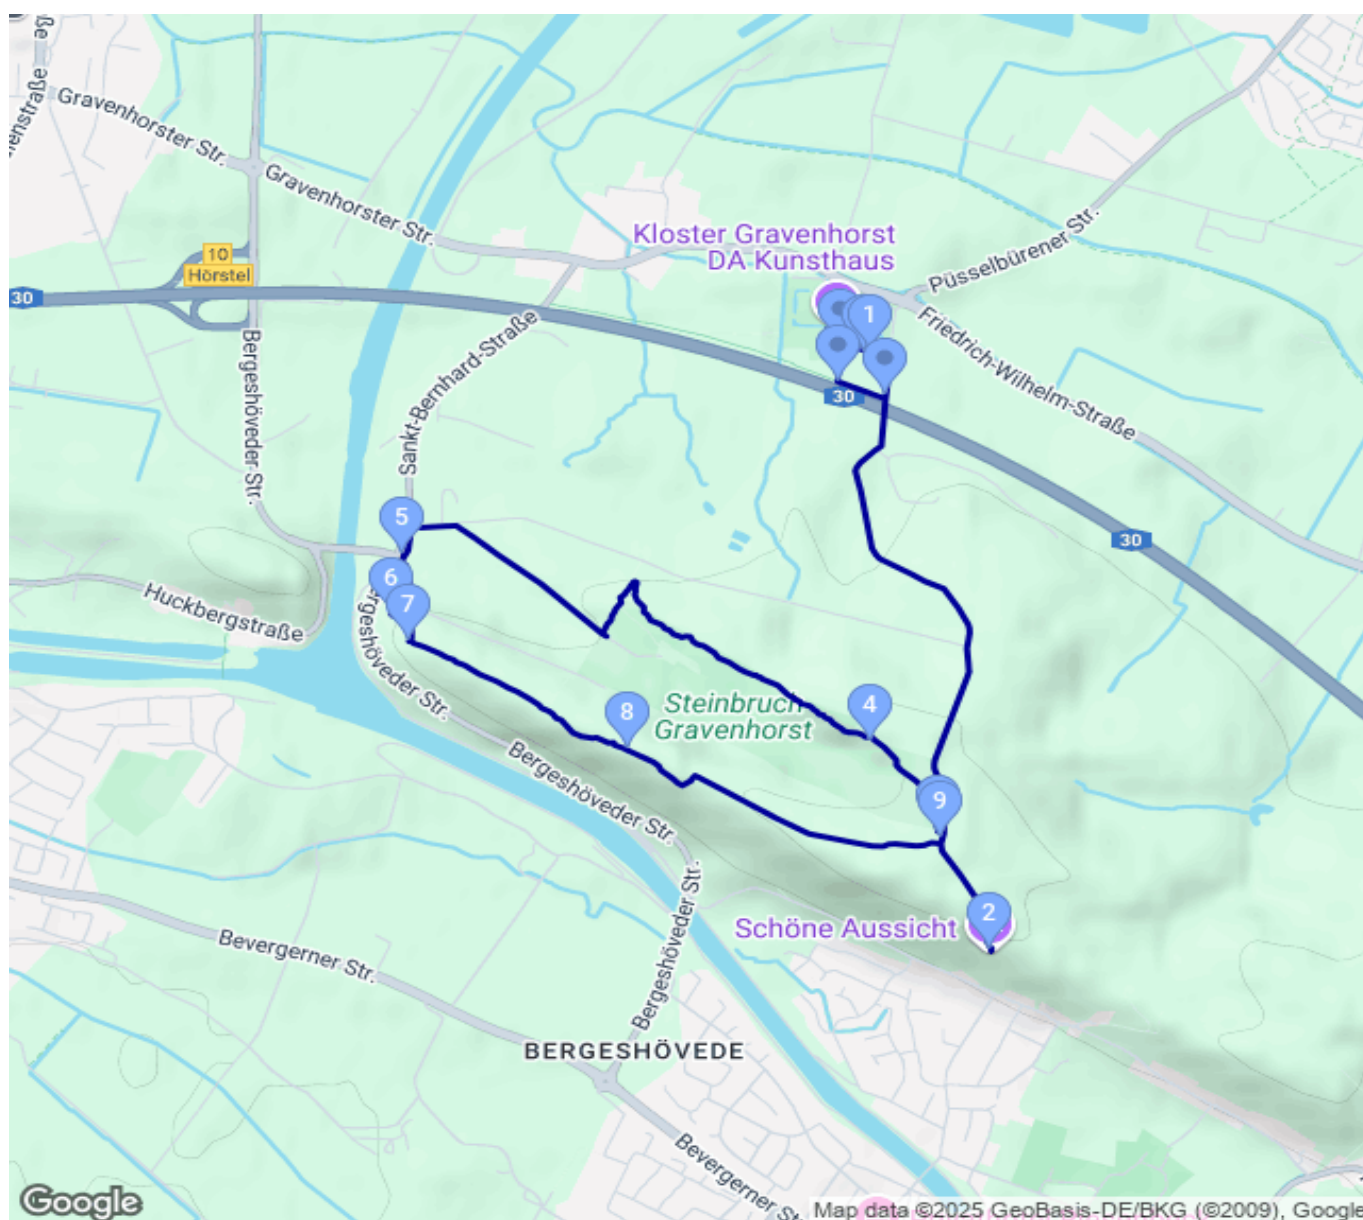 Gravenhorster Str.
Gravenhorster Str.
10
Hörstel
30
Kloster Gravenhorst
DA Kunsthaus
Püsselbürener Str.
1
Friedrich-Wilhelm-Straße
30
Bergeshöveder Str.
Sankt-Bernhard-Straße
5
30
6
7
Huckbergstraße
Bergeshöveder Str.
8
Steinbruch
Gravenhorst
4
Bergeshöveder Str.
9
2
Schöne Aussicht
Bergeshöveder Str.
Bevergerner Str.
BERGESHÖVEDE
Bevergerner Str.
Google
Map data ©2025 GeoBasis-DE/BKG (©2009), Google